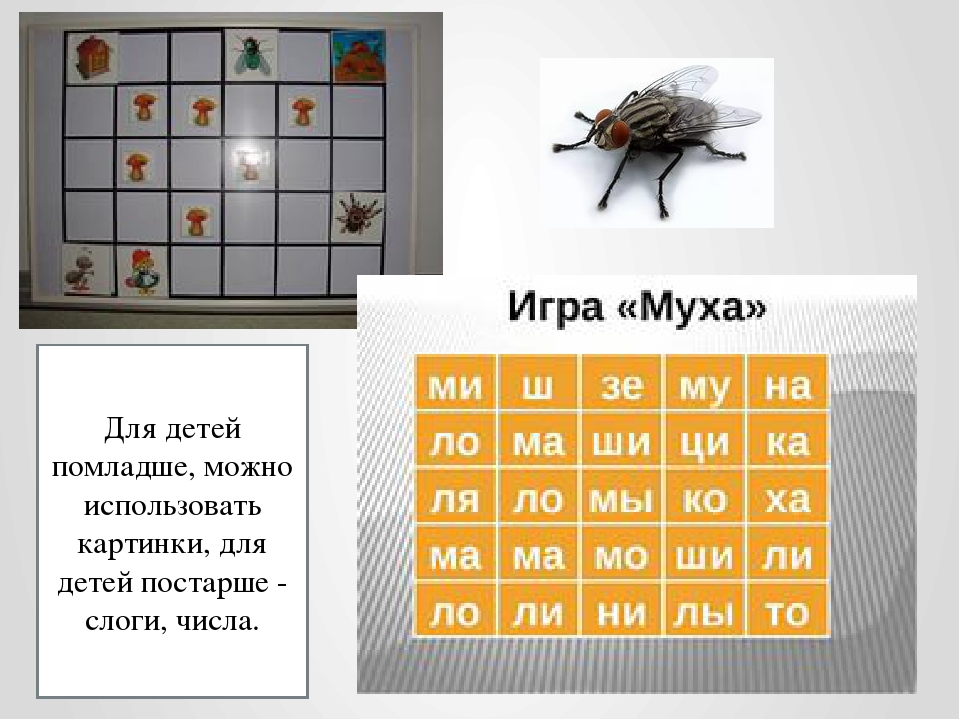 Игра «Муха»
ми ш зе му на
ло ма ши ци ка
ля ло мы ко ха
ма ма мо ши ли
ло ли ни лы то
Для детей
помладше, можно
использовать
картинки, для
детей постарше -
слоги, числа.